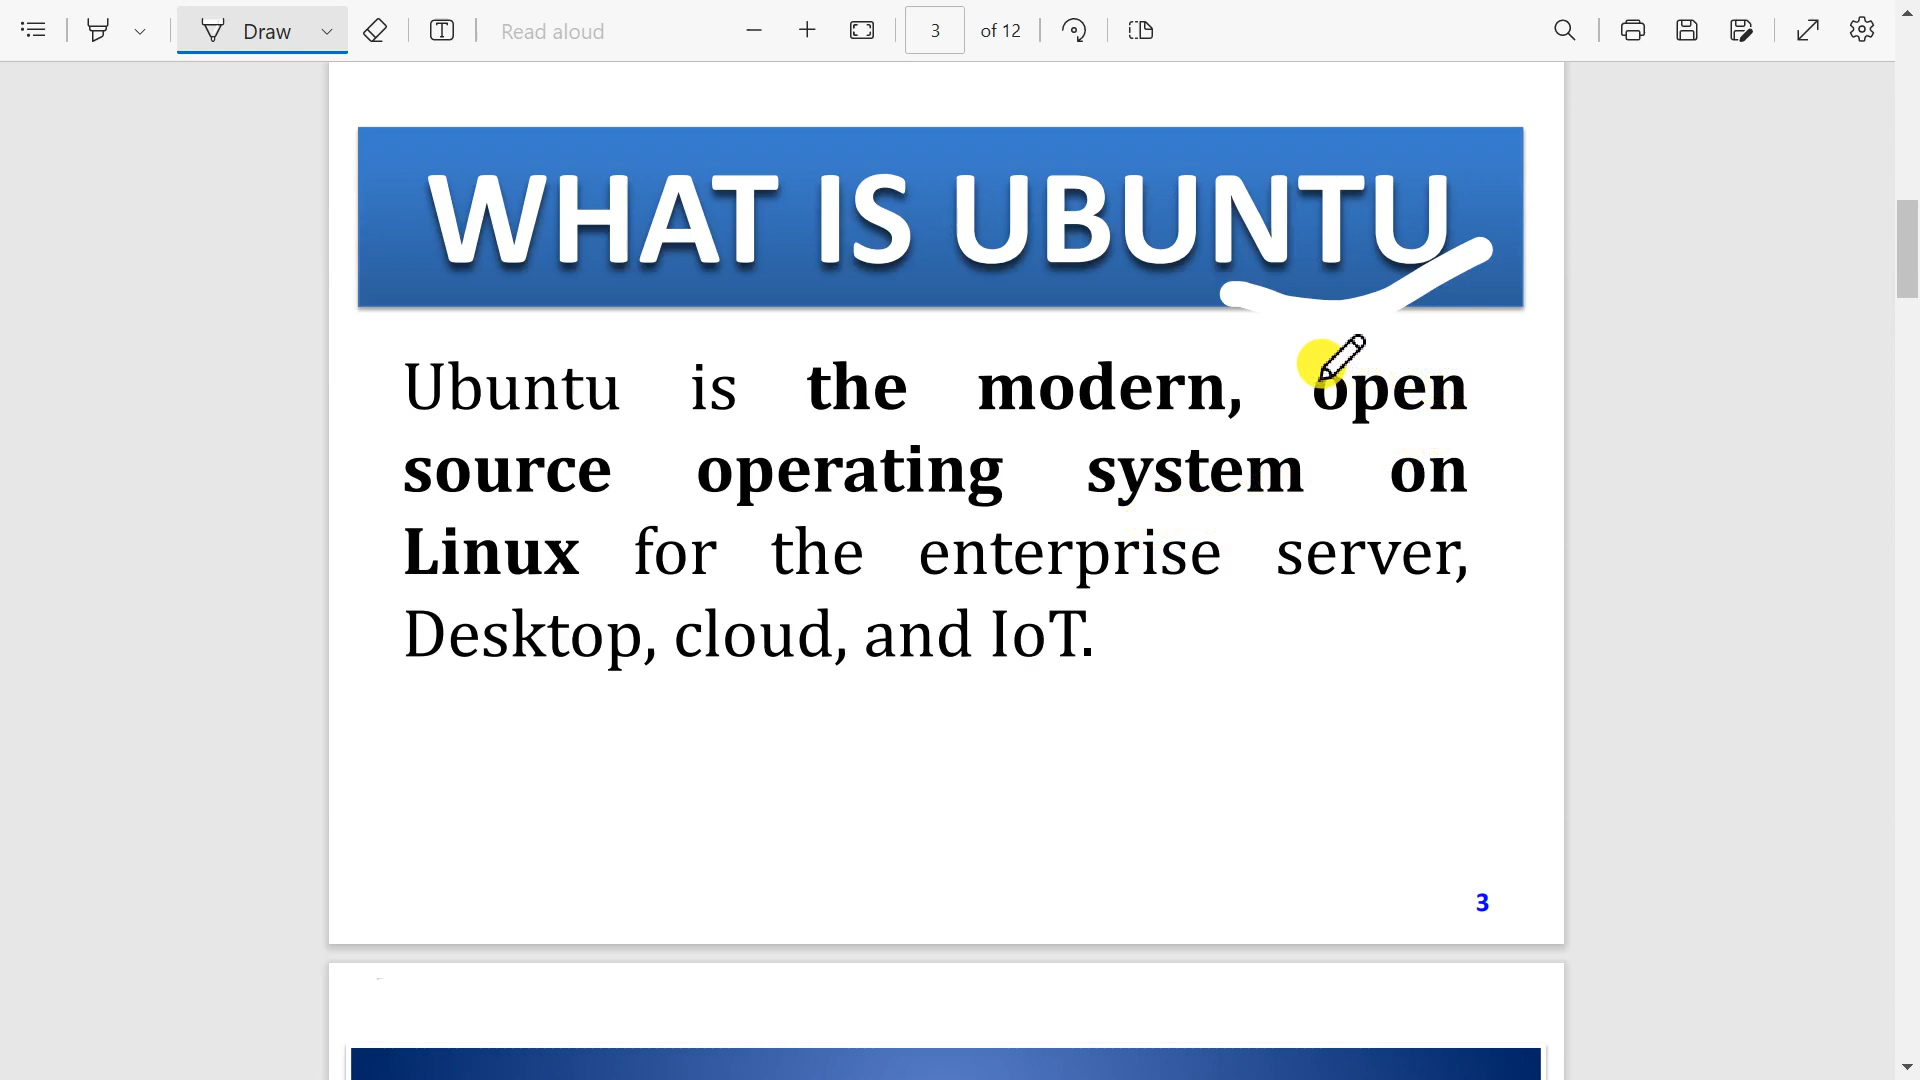 Draw
Read aloud
3
of 12
WHAT IS UBUNTU
Ubuntu is the modern, open
source operating system on
Linux for the enterprise server,
Desktop, cloud, and IoT.
3